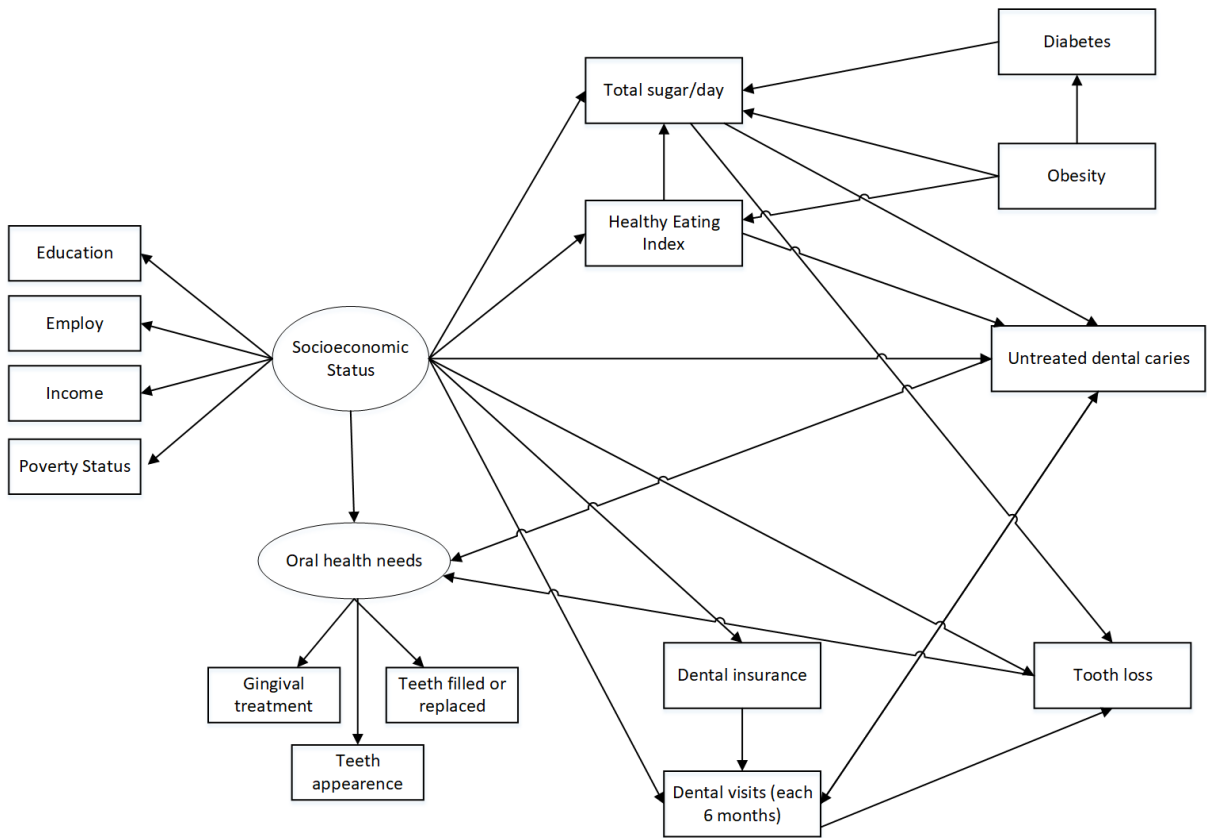 Diabetes
Total sugar/day
Obesity
Healthy Eating
Index
Education
Employ
Socioeconomic
Status
Untreated dental caries
Income
Poverty Status
Oral health needs
Gingival
treatment
Teeth filled or
replaced
Dental insurance
Tooth loss
Teeth
appearence
Dental visits (each
6 months)